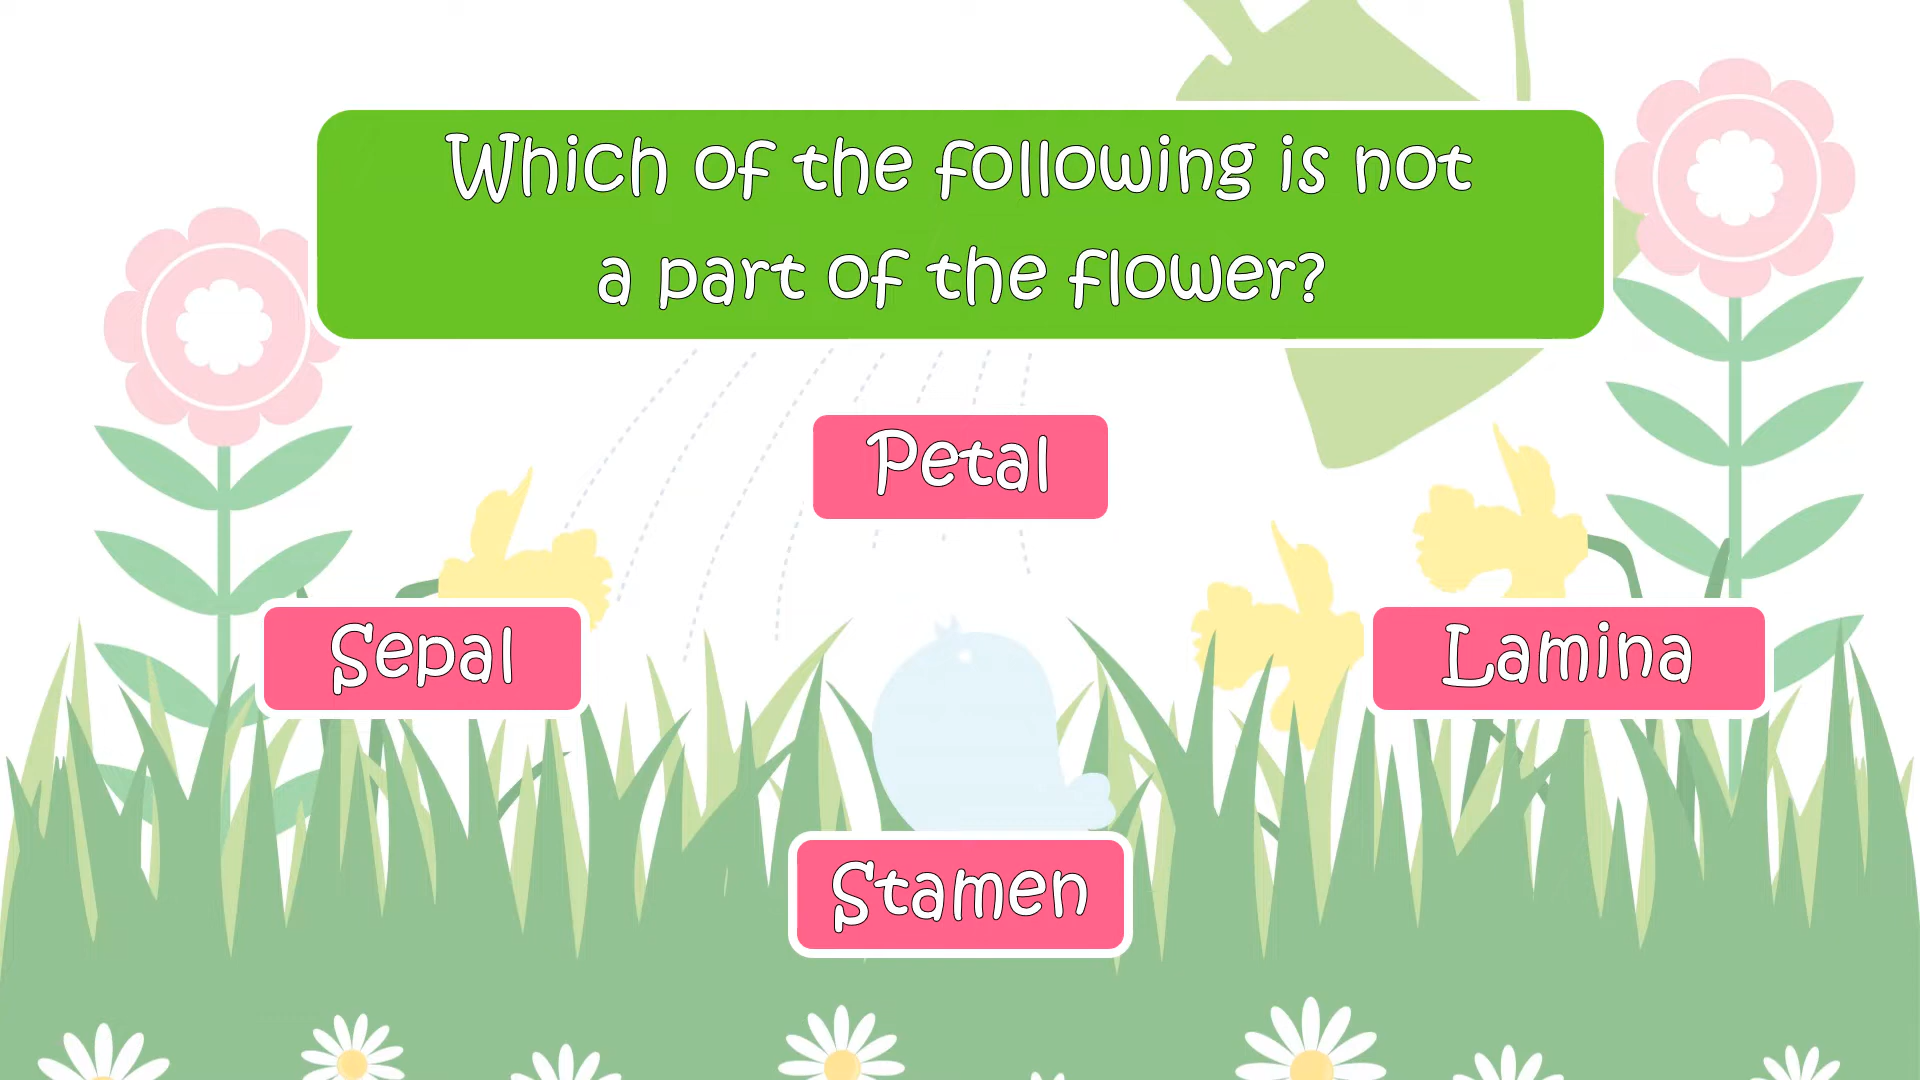 Which of the following is not
a part of the flower?
Petal
Sepal
Lamina
Stamen